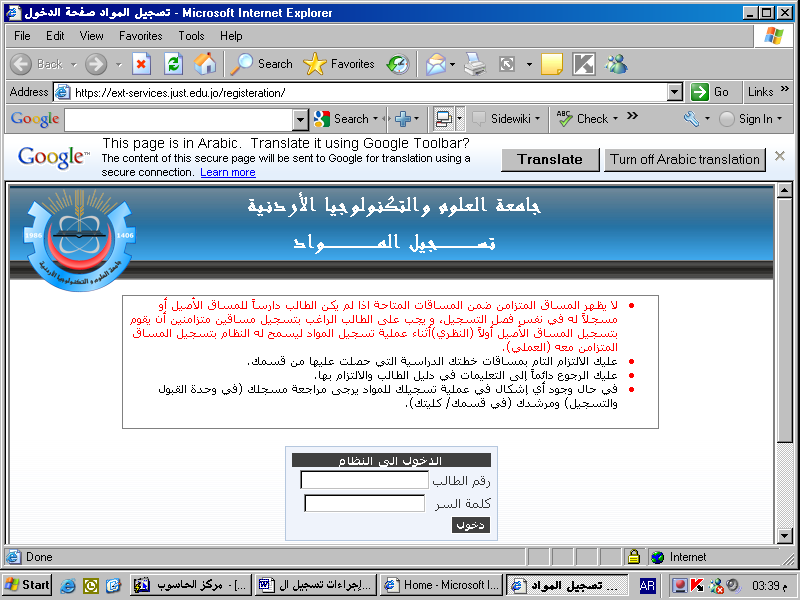 تسجيل المواد صفحة الدخول - Microsoft Internet Explorer
File Edit View Favorites Tools Help
Back Search Favorites
Address https://ext-services.just.edu.jo/registeration/ Go Links »
Google Search Sidewiki ABC Check » Sign In
Google™ This page is in Arabic. Translate it using Google Toolbar?
The content of this secure page will be sent to Google for translation using a
secure connection. Learn more
Translate Turn off Arabic translation
جامعة العلوم والتكنولوجيا الأردنية
تســـجيل المـــــواد
1986 1406
جامعة العلوم و التكنولوجيا الأردنية
لا يظهر المساق المتزامن ضمن المساقات المتاحة اذا لم يكن الطالب دارساً للمساق الأصيل أو
مسجلاً له في نفس فصل التسجيل، و يجب على الطالب الراغب بتسجيل مساقين متزامنين أن يقوم
بتسجيل المساق الأصيل أولاً (النظري)أثناء عملية تسجيل المواد ليسمح له النظام بتسجيل المساق
المتزامن معه (العملي).
عليك الالتزام التام بمساقات خطتك الدراسية التي حصلت عليها من قسمك.
عليك الرجوع دائماً إلى التعليمات في دليل الطالب والالتزام بها.
في حال وجود أي إشكال في عملية تسجيلك للمواد يرجى مراجعة مسجلك (في وحدة القبول
والتسجيل) ومرشدك (في قسمك/ كليتك).
الدخول الى النظام
رقم الطالب
كلمة السر
دخول
Done Internet
Start مركز الحاسوب - [... إجراءات تسجيل ال... Home - Microsoft I... تسجيل المواد ... AR 03:39 م